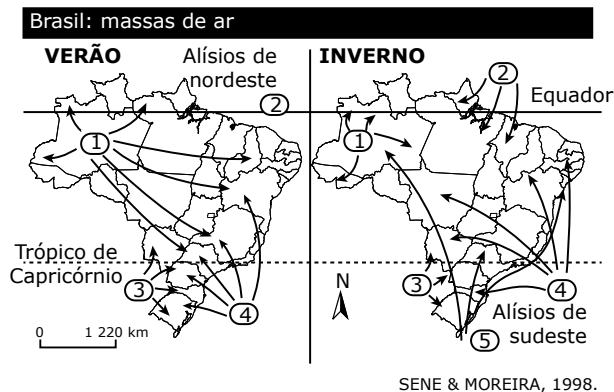 Brasil: massas de ar
VERÃO
Alísios de
nordeste
2
1
Trópico de
Capricórnio
3
4
0 1 220 km
INVERNO
2
Equador
1
N
3
4
Alísios de
sudeste
5
SENE & MOREIRA, 1998.